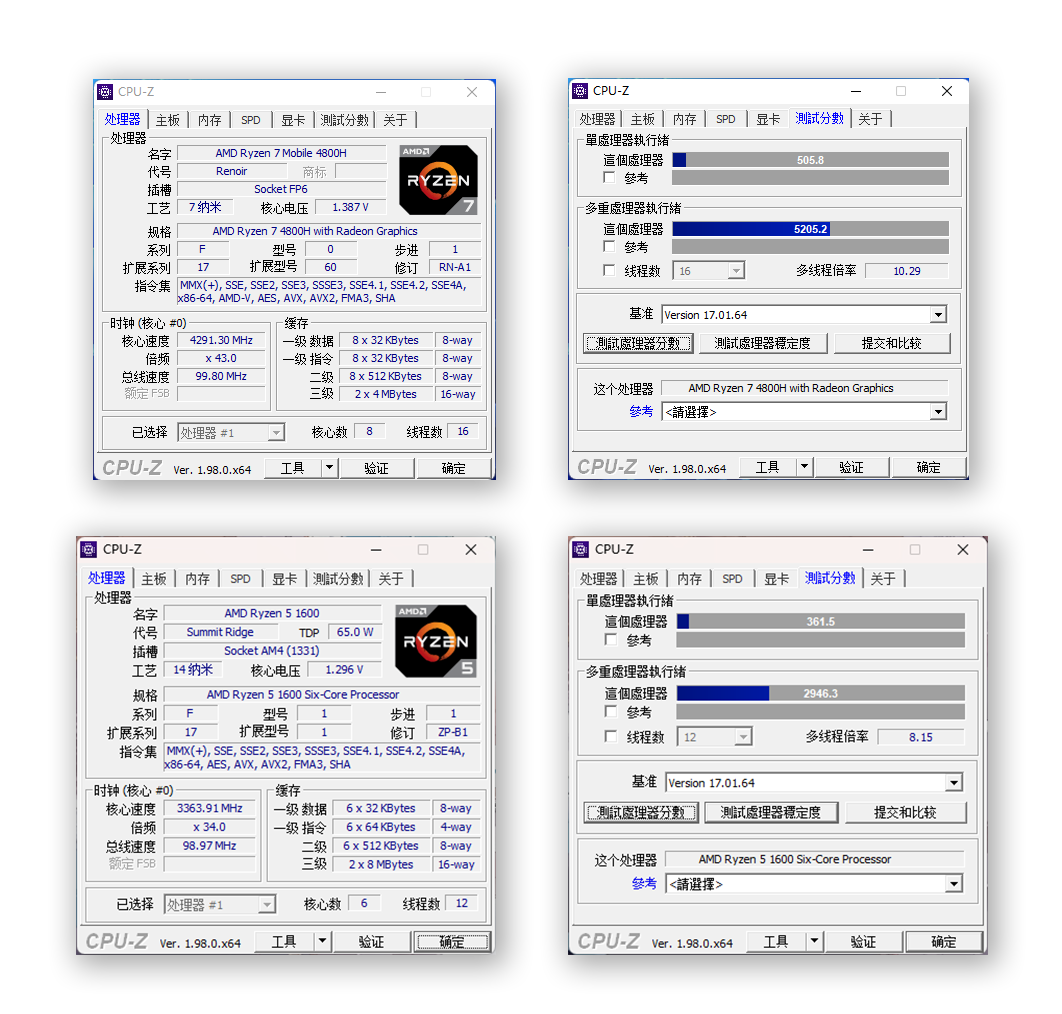 CPU-Z
处理器 主板 内存 SPD 显卡 測試分數 关于
处理器
名字 AMD Ryzen 7 Mobile 4800H
代号 Renoir 商标
插槽 Socket FP6
工艺 7 纳米 核心电压 1.387 V
AMD RYZEN 7
规格 AMD Ryzen 7 4800H with Radeon Graphics
系列 F 型号 0 步进 1
扩展系列 17 扩展型号 60 修订 RN-A1
指令集 MMX(+), SSE, SSE2, SSE3, SSSE3, SSE4.1, SSE4.2, SSE4A,
x86-64, AMD-V, AES, AVX, AVX2, FMA3, SHA
时钟 (核心 #0) 缓存
核心速度 4291.30 MHz 一级 数据 8 x 32 KBytes 8-way
倍频 x 43.0 一级 指令 8 x 32 KBytes 8-way
总线速度 99.80 MHz 二级 8 x 512 KBytes 8-way
额定 FSB 三级 2 x 4 MBytes 16-way
已选择 处理器 #1 核心数 8 线程数 16
CPU-Z Ver. 1.98.0.x64 工具 验证 确定
CPU-Z
处理器 主板 内存 SPD 显卡 測試分數 关于
單處理器執行緒
這個處理器 505.8
參考
多重處理器執行緒
這個處理器 5205.2
參考
线程数 16 多线程倍率 10.29
基准 Version 17.01.64
測試處理器分數 測試處理器穩定度 提交和比较
这个处理器 AMD Ryzen 7 4800H with Radeon Graphics
參考 <請選擇>
CPU-Z Ver. 1.98.0.x64 工具 验证 确定
CPU-Z
处理器 主板 内存 SPD 显卡 測試分數 关于
处理器
名字 AMD Ryzen 5 1600
代号 Summit Ridge TDP 65.0 W
插槽 Socket AM4 (1331)
工艺 14 纳米 核心电压 1.296 V
AMD RYZEN 5
规格 AMD Ryzen 5 1600 Six-Core Processor
系列 F 型号 1 步进 1
扩展系列 17 扩展型号 1 修订 ZP-B1
指令集 MMX(+), SSE, SSE2, SSE3, SSSE3, SSE4.1, SSE4.2, SSE4A,
x86-64, AES, AVX, AVX2, FMA3, SHA
时钟 (核心 #0) 缓存
核心速度 3363.91 MHz 一级 数据 6 x 32 KBytes 8-way
倍频 x 34.0 一级 指令 6 x 64 KBytes 4-way
总线速度 98.97 MHz 二级 6 x 512 KBytes 8-way
额定 FSB 三级 2 x 8 MBytes 16-way
已选择 处理器 #1 核心数 6 线程数 12
CPU-Z Ver. 1.98.0.x64 工具 验证 确定
CPU-Z
处理器 主板 内存 SPD 显卡 測試分數 关于
單處理器執行緒
這個處理器 361.5
參考
多重處理器執行緒
這個處理器 2946.3
參考
线程数 12 多线程倍率 8.15
基准 Version 17.01.64
測試處理器分數 測試處理器穩定度 提交和比较
这个处理器 AMD Ryzen 5 1600 Six-Core Processor
參考 <請選擇>
CPU-Z Ver. 1.98.0.x64 工具 验证 确定